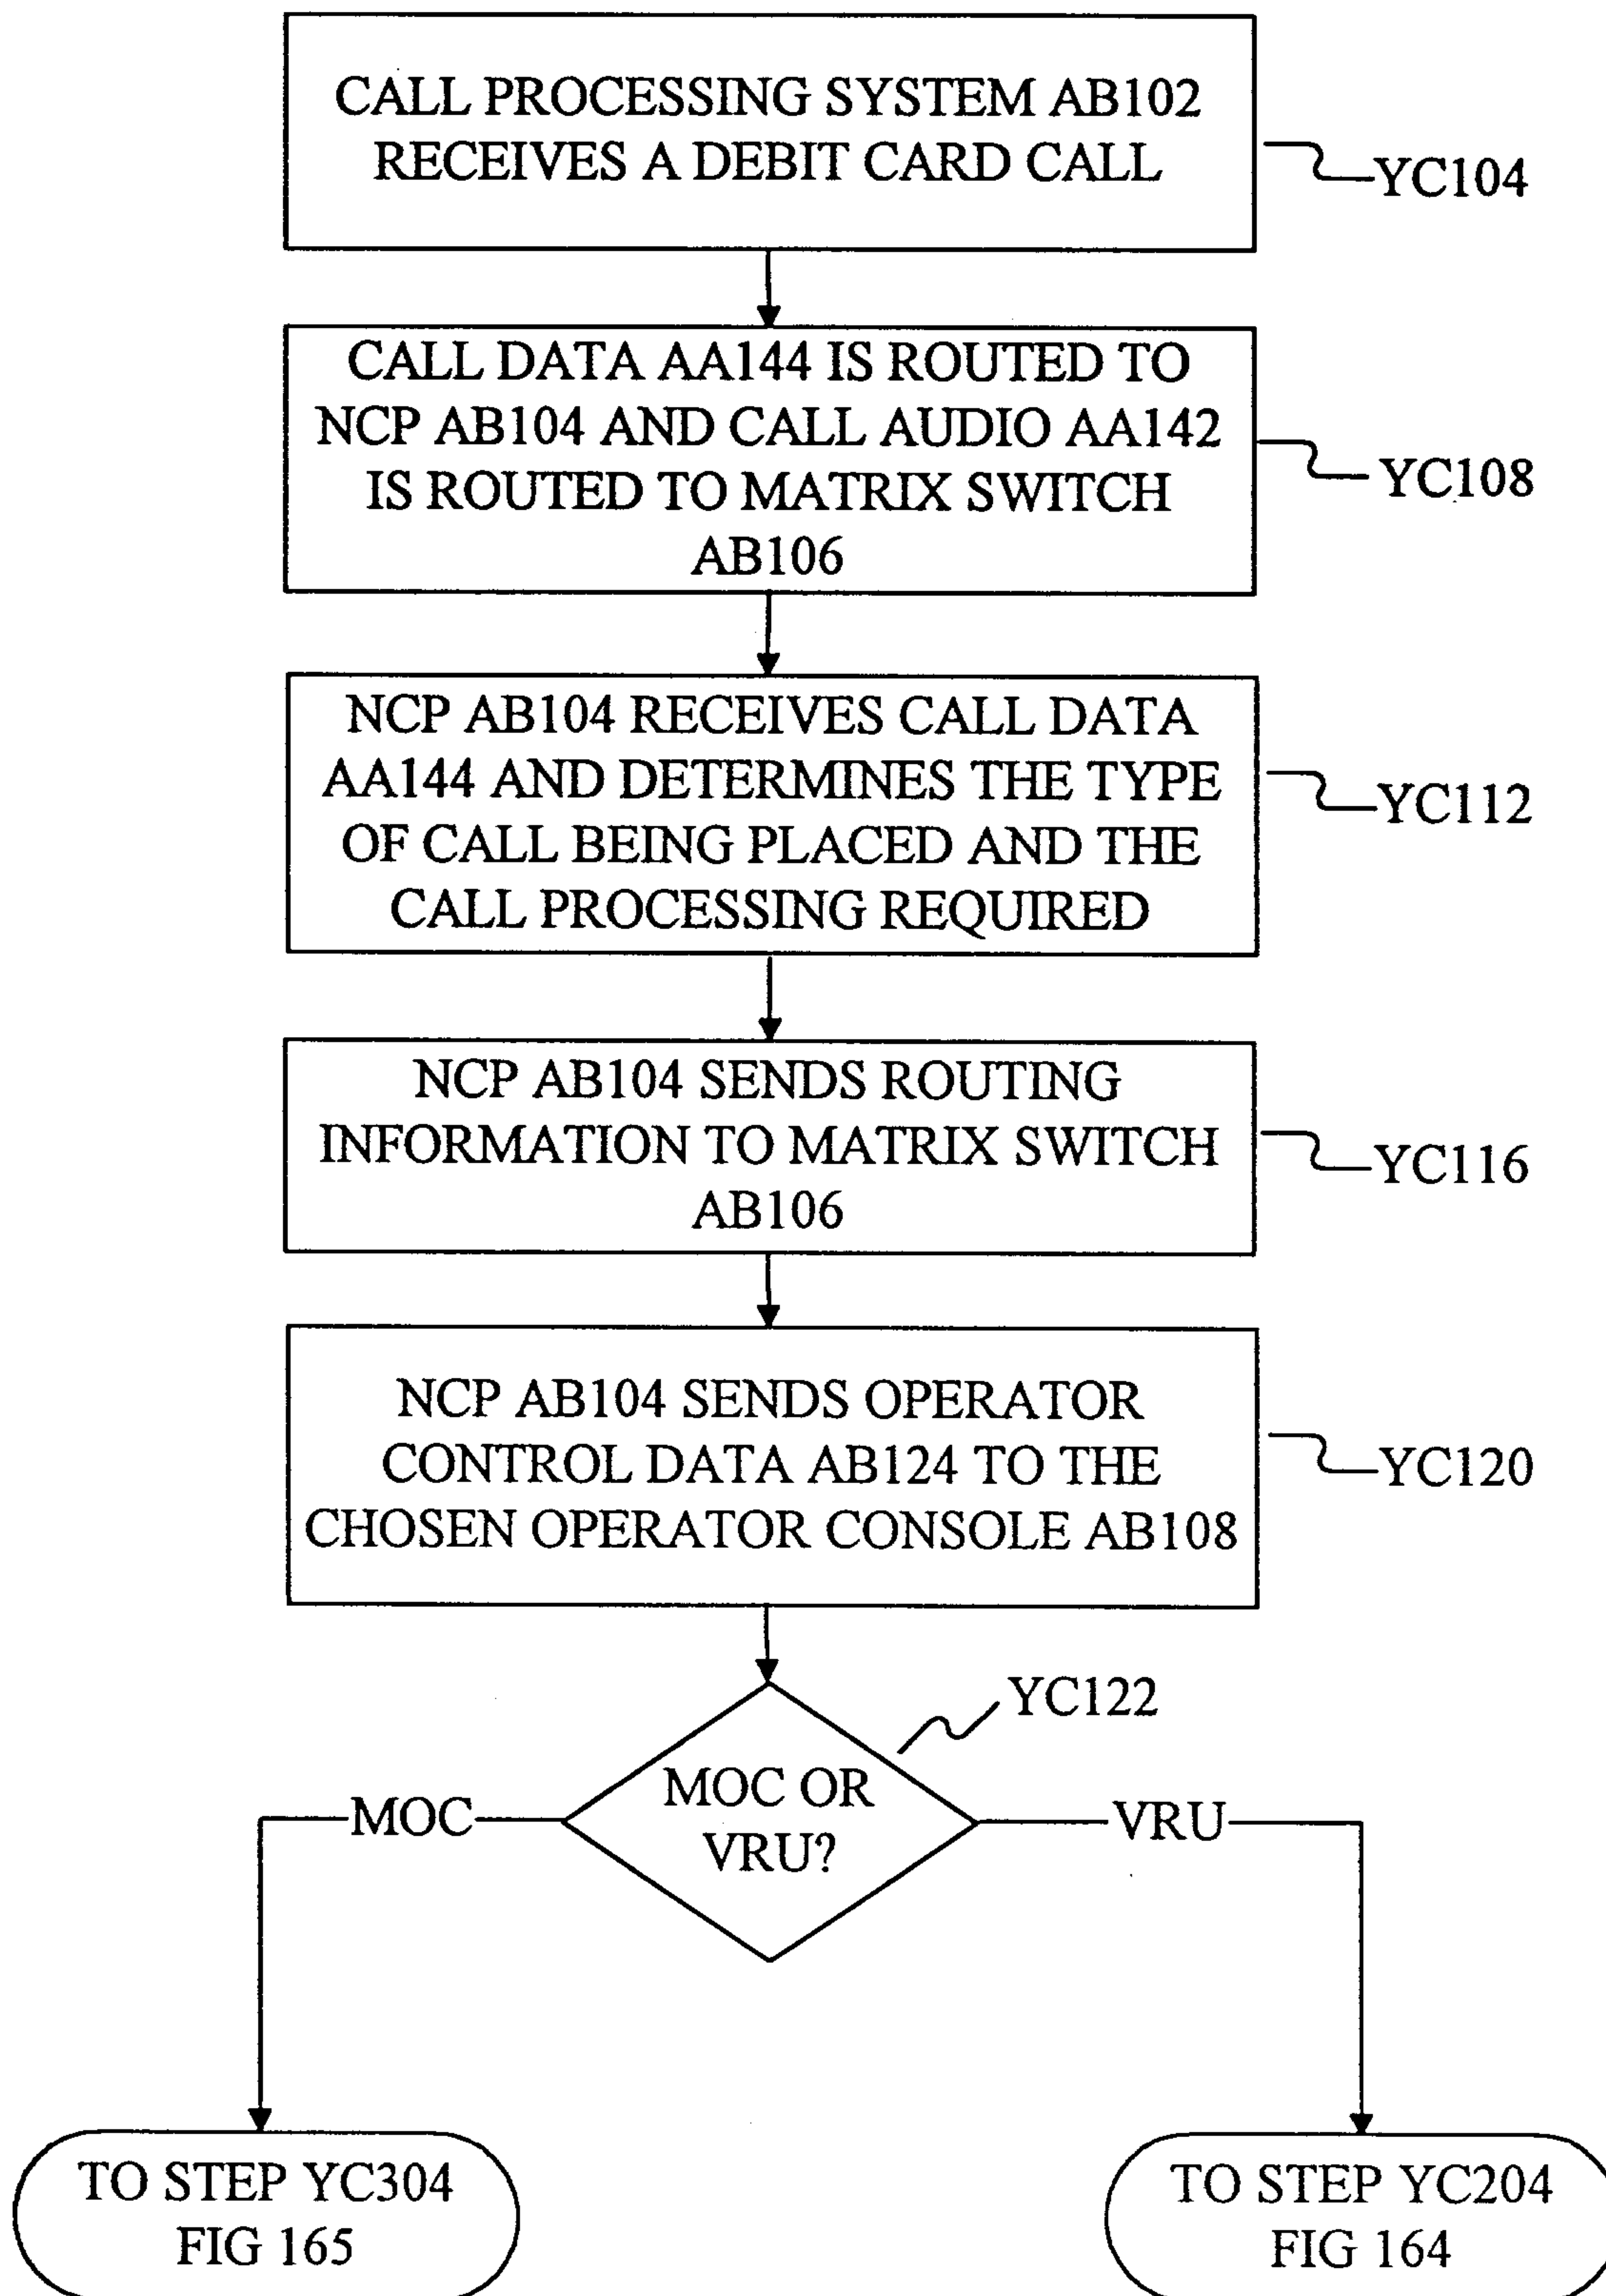 CALL PROCESSING SYSTEM AB102
RECEIVES A DEBIT CARD CALL
YC104
CALL DATA AA144 IS ROUTED TO
NCP AB104 AND CALL AUDIO AA142
IS ROUTED TO MATRIX SWITCH
AB106
YC108
NCP AB104 RECEIVES CALL DATA
AA144 AND DETERMINES THE TYPE
OF CALL BEING PLACED AND THE
CALL PROCESSING REQUIRED
YC112
NCP AB104 SENDS ROUTING
INFORMATION TO MATRIX SWITCH
AB106
YC116
NCP AB104 SENDS OPERATOR
CONTROL DATA AB124 TO THE
CHOSEN OPERATOR CONSOLE AB108
YC120
YC122
MOC OR
VRU?
MOC
VRU
TO STEP YC304
FIG 165
TO STEP YC204
FIG 164